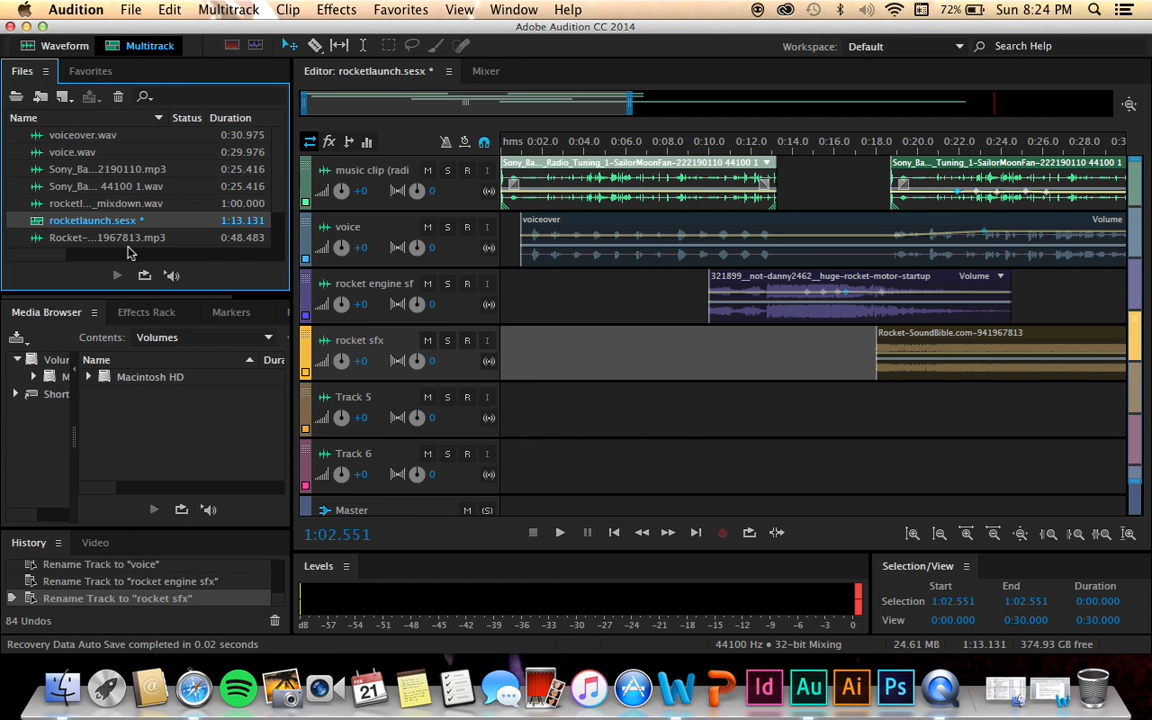 Audition File Edit Multitrack Clip Effects Favorites View Window Help 72% Sun 8:24 PM
Adobe Audition CC 2014
Waveform Multitrack Workspace: Default Search Help
Files Favorites Editor: rocketlaunch.sesx * Mixer
Name Status Duration
voiceover.wav 0:30.975
voice.wav 0:29.976
Sony_Ba...2190110.mp3 0:25.416
Sony_Ba... 44100 1.wav 0:25.416
rocketl..._mixdown.wav 1:00.000
rocketlaunch.sesx * 1:13.131
Rocket-...1967813.mp3 0:48.483
hms 0:02.0 0:04.0 0:06.0 0:08.0 0:10.0 0:12.0 0:14.0 0:16.0 0:18.0 0:20.0 0:22.0 0:24.0 0:26.0 0:28.0
music clip (radi M S R I
+0 0
Sony_Ba..._Radio_Tuning_1-SailorMoonFan-222190110 44100 1
Sony_Ba..._Tuning_1-SailorMoonFan-222190110 44100 1
voice M S R I
+0 0
voiceover Volume
rocket engine sf M S R I
+0 0
321899__not-danny2462__huge-rocket-motor-startup Volume
rocket sfx M S R I
+0 0
Rocket-SoundBible.com-941967813
Track 5 M S R I
+0 0
Track 6 M S R I
+0 0
Master M (S)
Media Browser Effects Rack Markers
Contents: Volumes
Volur Name Dura
M Macintosh HD
Short
1:02.551
History Video
Rename Track to "voice"
Rename Track to "rocket engine sfx"
Rename Track to "rocket sfx"
84 Undos
Levels
dB -57 -54 -51 -48 -45 -42 -39 -36 -33 -30 -27 -24 -21 -18 -15 -12 -9 -6 -3 0
Selection/View
Start End Duration
Selection 1:02.551 1:02.551 0:00.000
View 0:00.000 0:30.000 0:30.000
Recovery Data Auto Save completed in 0.02 seconds 44100 Hz • 32-bit Mixing 24.61 MB 1:13.131 374.93 GB free
FEB
21
Id Au Ai Ps